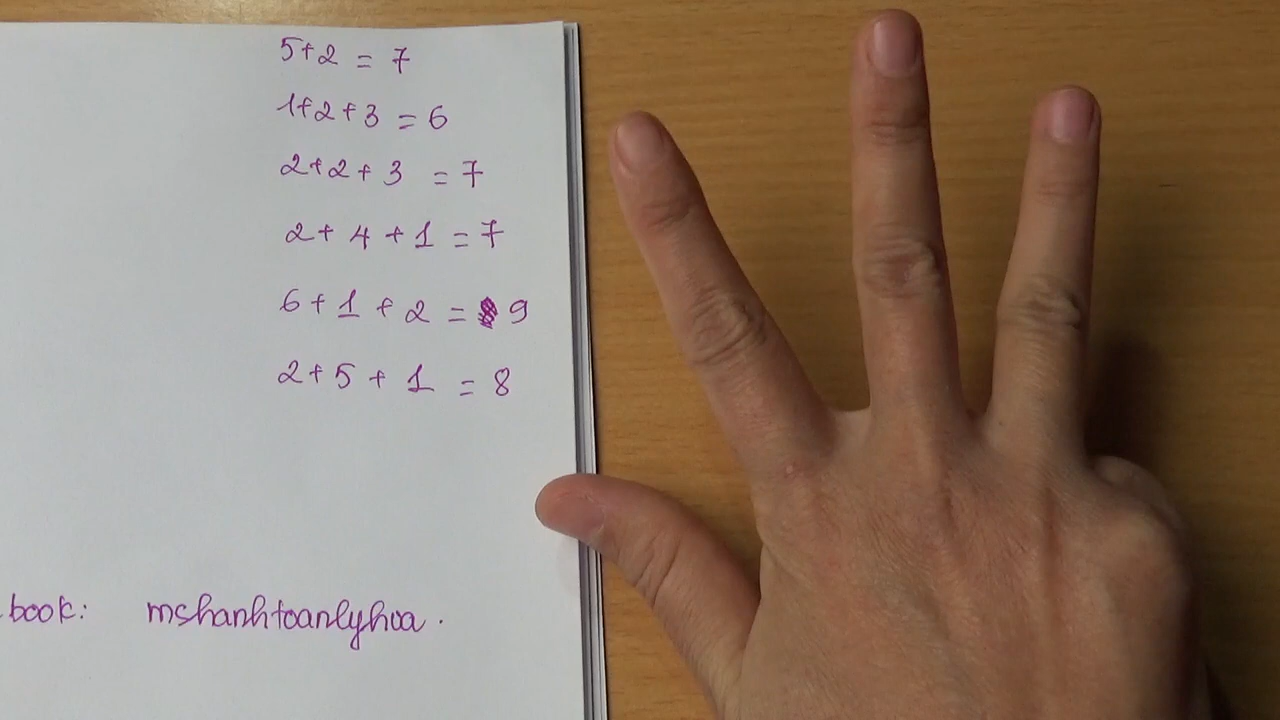 5+2 = 7
1+2+3 = 6
2+2+3 = 7
2+4+1 = 7
6+1+2 = 9
2+5+1 = 8
book: mshanhtoanlyhoa.